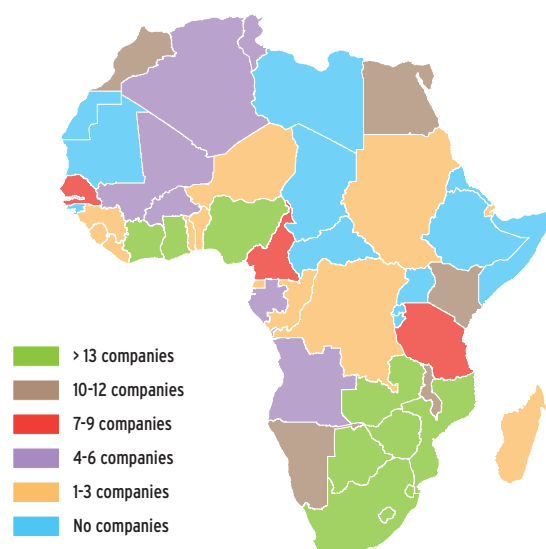 > 13 companies
10-12 companies
7-9 companies
4-6 companies
1-3 companies
No companies